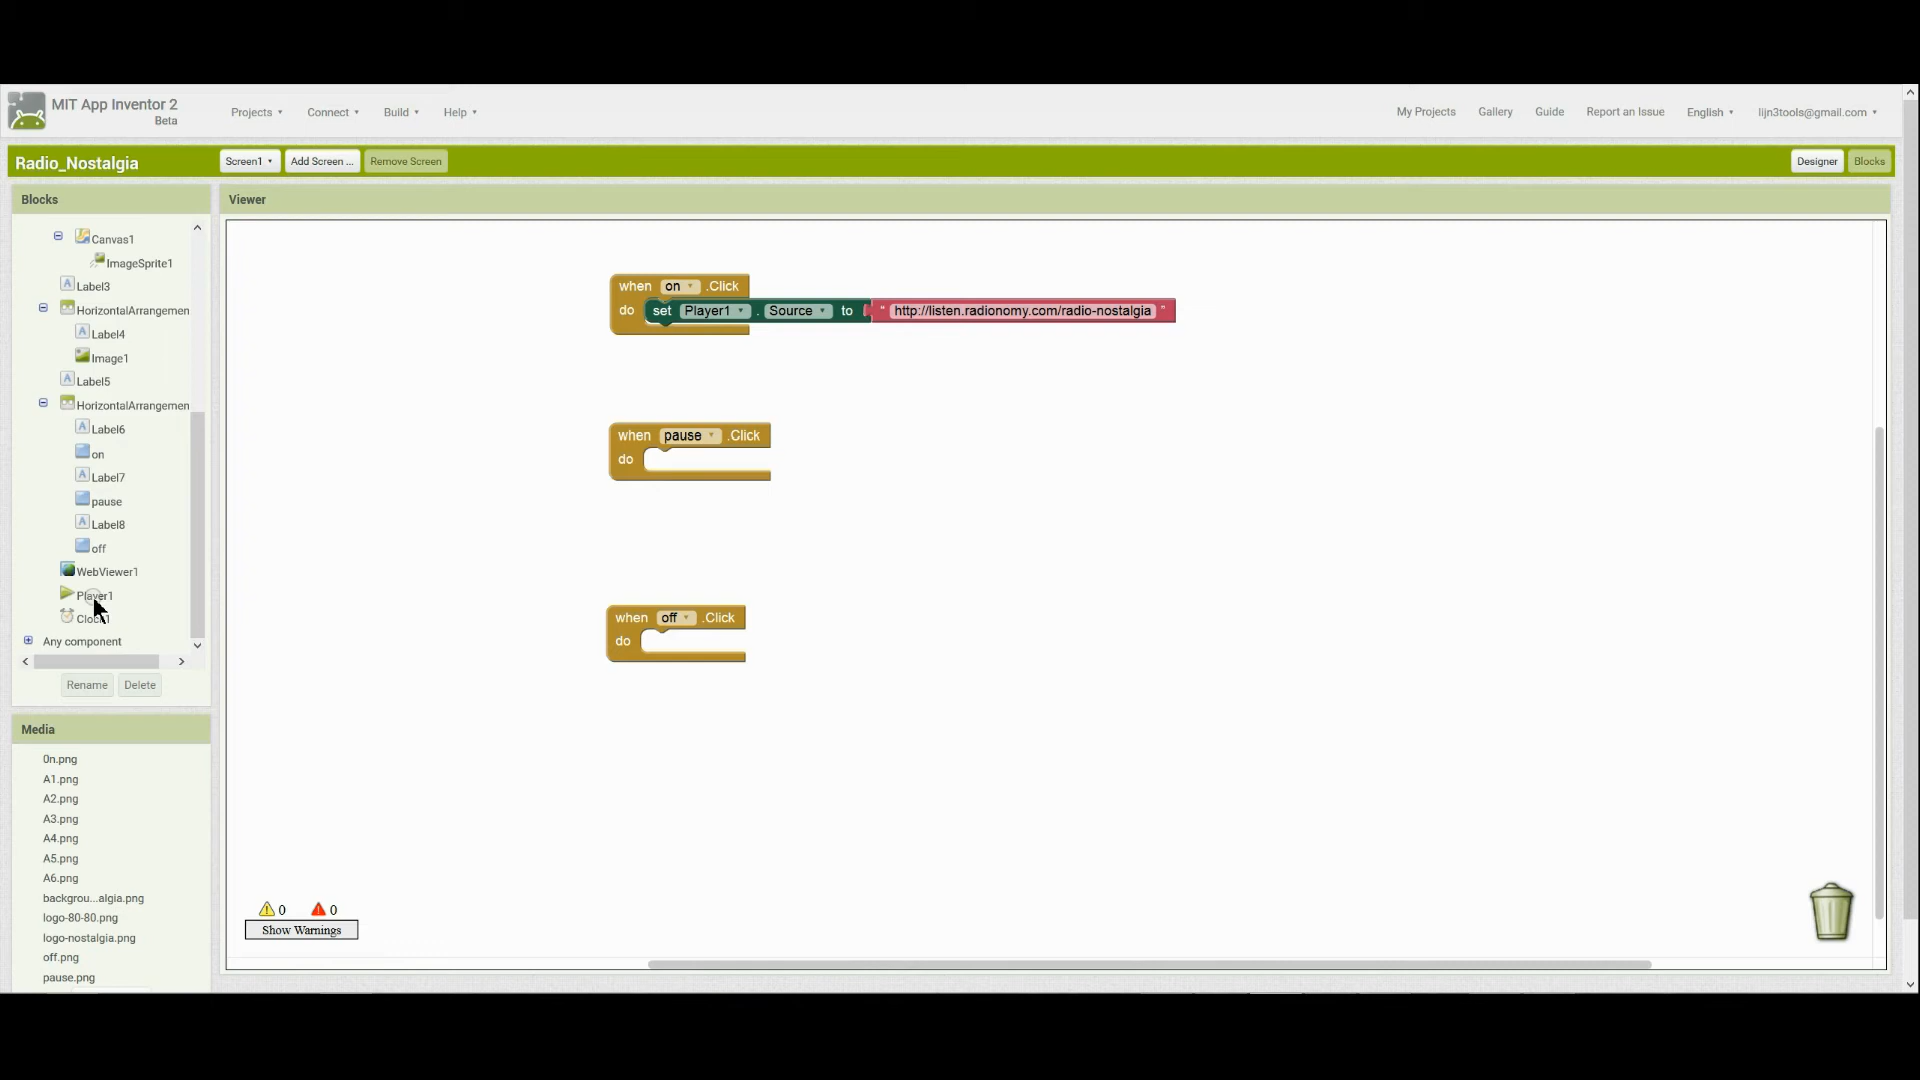 MIT App Inventor 2
Beta
Projects
Connect
Build
Help
My Projects
Gallery
Guide
Report an Issue
English
lijn3tools@gmail.com
Radio_Nostalgia
Screen1
Add Screen ...
Remove Screen
Designer
Blocks
Blocks
Viewer
Canvas1
ImageSprite1
Label3
HorizontalArrangemen
Label4
Image1
Label5
HorizontalArrangemen
Label6
on
Label7
pause
Label8
off
WebViewer1
Player1
Clock1
Any component
Rename
Delete
when on .Click
do set Player1 . Source to “ http://listen.radionomy.com/radio-nostalgia ”
when pause .Click
do
when off .Click
do
0
0
Show Warnings
Media
0n.png
A1.png
A2.png
A3.png
A4.png
A5.png
A6.png
backgrou...algia.png
logo-80-80.png
logo-nostalgia.png
off.png
pause.png